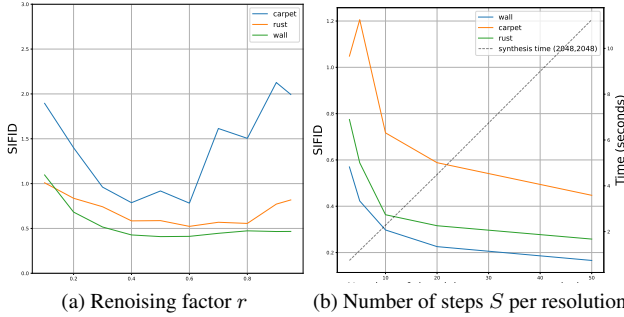 3.0
2.5
2.0
1.5
1.0
0.5
0.0
SIFID
0.2
0.4
0.6
0.8
carpet
rust
wall
(a) Renoising factor r
1.2
1.0
0.8
0.6
0.4
0.2
SIFID
0
10
20
30
40
50
wall
carpet
rust
synthesis time (2048,2048)
10
8
6
4
2
Time (seconds)
(b) Number of steps S per resolution